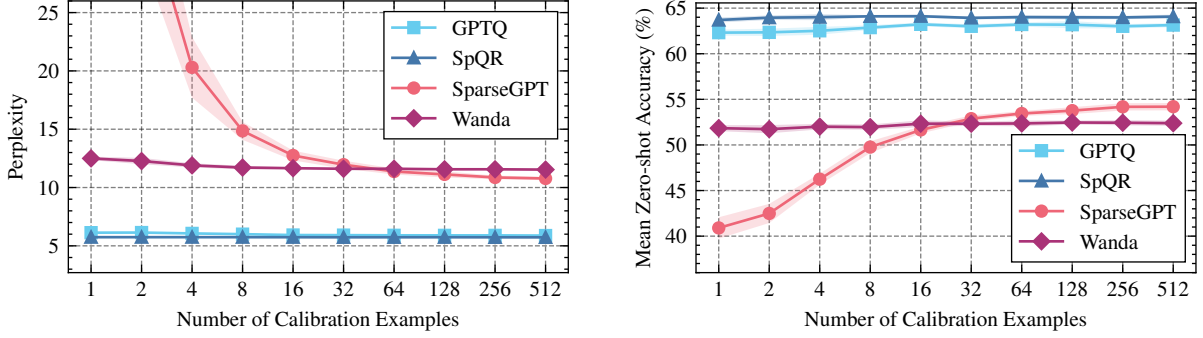 Perplexity
25
20
15
10
5
GPTQ
SpQR
SparseGPT
Wanda
1 2 4 8 16 32 64 128 256 512
Number of Calibration Examples
Mean Zero-shot Accuracy (%)
65
60
55
50
45
40
GPTQ
SpQR
SparseGPT
Wanda
1 2 4 8 16 32 64 128 256 512
Number of Calibration Examples